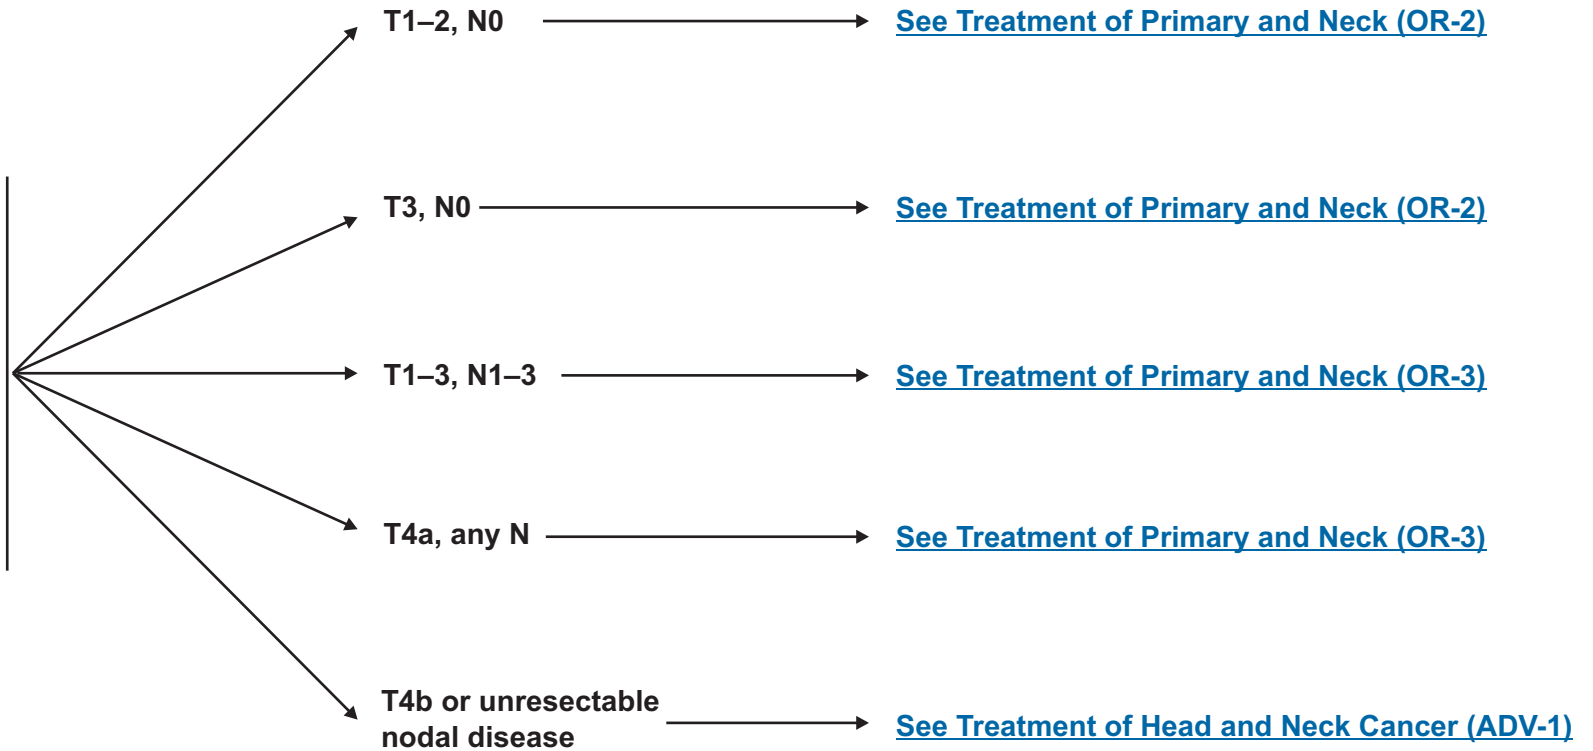 T1–2, N0
See Treatment of Primary and Neck (OR-2)
T3, N0
See Treatment of Primary and Neck (OR-2)
T1–3, N1–3
See Treatment of Primary and Neck (OR-3)
T4a, any N
See Treatment of Primary and Neck (OR-3)
T4b or unresectable
nodal disease
See Treatment of Head and Neck Cancer (ADV-1)